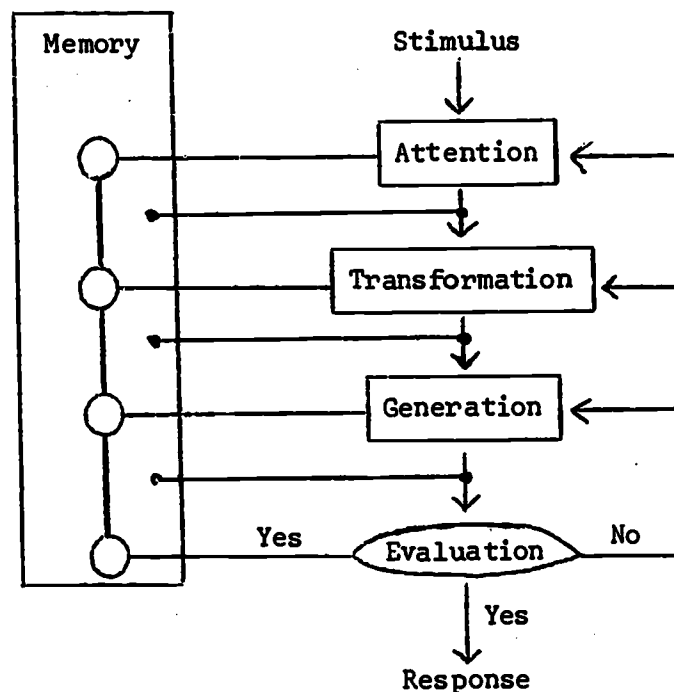 Memory
Stimulus
Attention
Transformation
Generation
Yes
Evaluation
No
Yes
Response